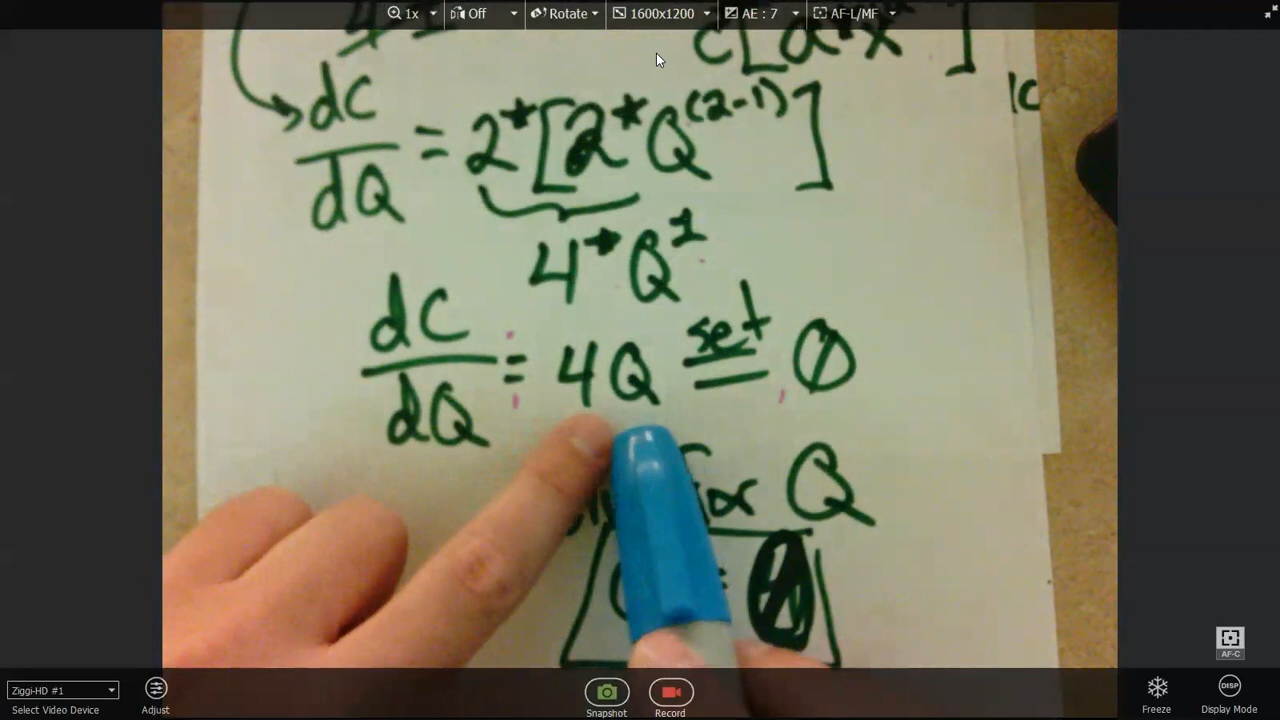 1x Off Rotate 1600x1200 AE : 7 AF-L/MF
dC/dQ = 2*[2*Q^(2-1)]
4*Q^1
dC/dQ = 4Q set = 0
Q
AF-C
Ziggi-HD #1
Select Video Device
Adjust
Snapshot
Record
Freeze
DISP
Display Mode